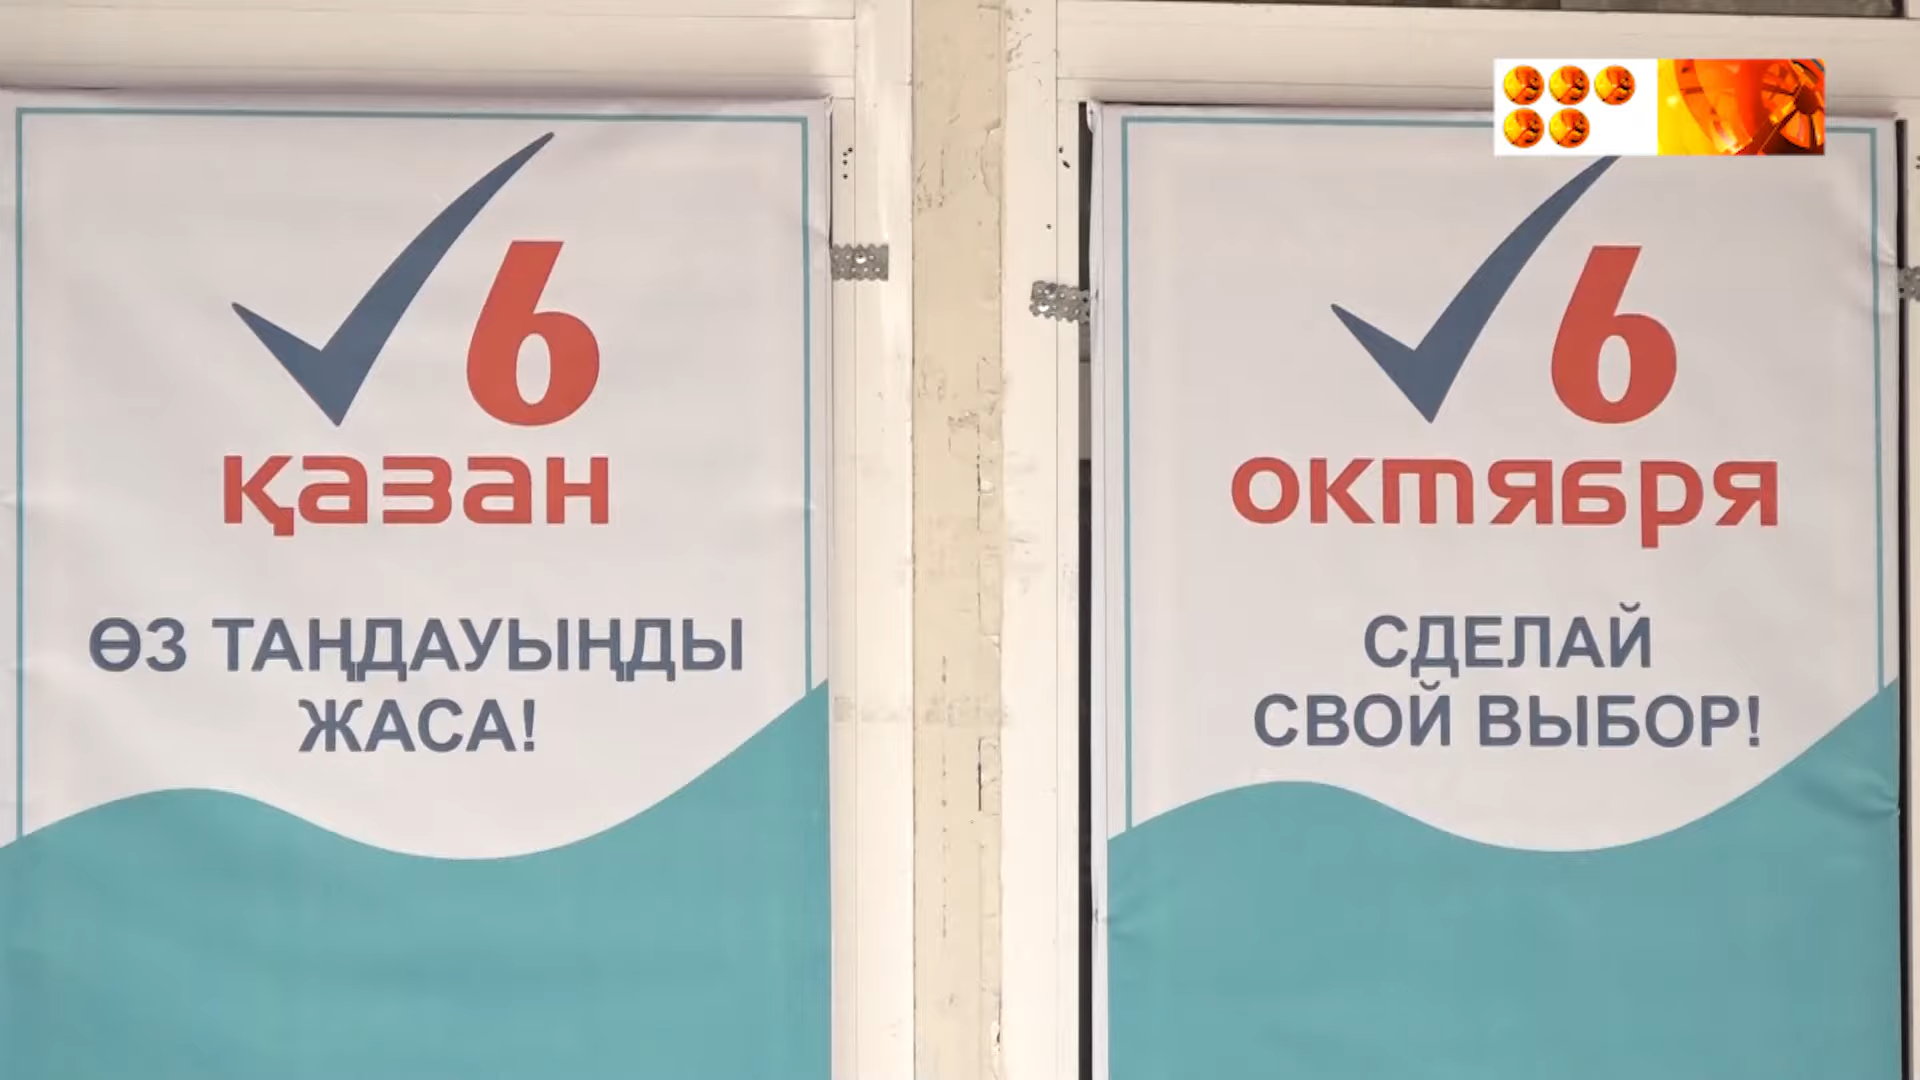 6
қазан
ӨЗ ТАҢДАУЫҢДЫ
ЖАСА!
6
октября
СДЕЛАЙ
СВОЙ ВЫБОР!